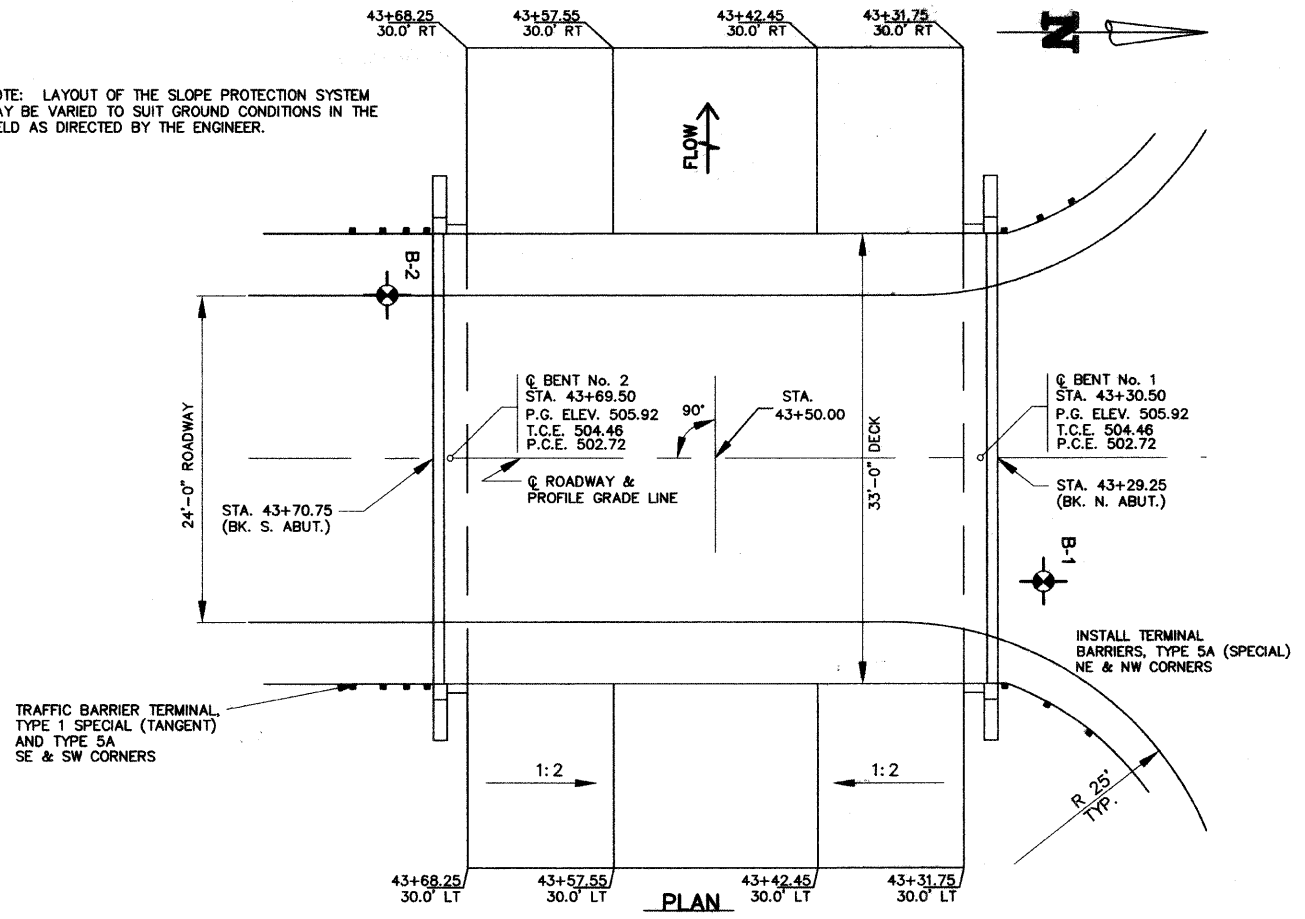 43+68.25
30.0' RT
43+57.55
30.0' RT
43+42.45
30.0' RT
43+31.75
30.0' RT
N
OTE: LAYOUT OF THE SLOPE PROTECTION SYSTEM
AY BE VARIED TO SUIT GROUND CONDITIONS IN THE
ELD AS DIRECTED BY THE ENGINEER.
FLOW
B-2
℄ BENT No. 2
STA. 43+69.50
P.G. ELEV. 505.92
T.C.E. 504.46
P.C.E. 502.72
90°
STA.
43+50.00
℄ BENT No. 1
STA. 43+30.50
P.G. ELEV. 505.92
T.C.E. 504.46
P.C.E. 502.72
24'-0" ROADWAY
33'-0" DECK
℄ ROADWAY &
PROFILE GRADE LINE
STA. 43+70.75
(BK. S. ABUT.)
STA. 43+29.25
(BK. N. ABUT.)
B-1
INSTALL TERMINAL
BARRIERS, TYPE 5A (SPECIAL)
NE & NW CORNERS
TRAFFIC BARRIER TERMINAL,
TYPE 1 SPECIAL (TANGENT)
AND TYPE 5A
SE & SW CORNERS
1:2
1:2
R 25'
TYP.
43+68.25
30.0' LT
43+57.55
30.0' LT
43+42.45
30.0' LT
43+31.75
30.0' LT
PLAN